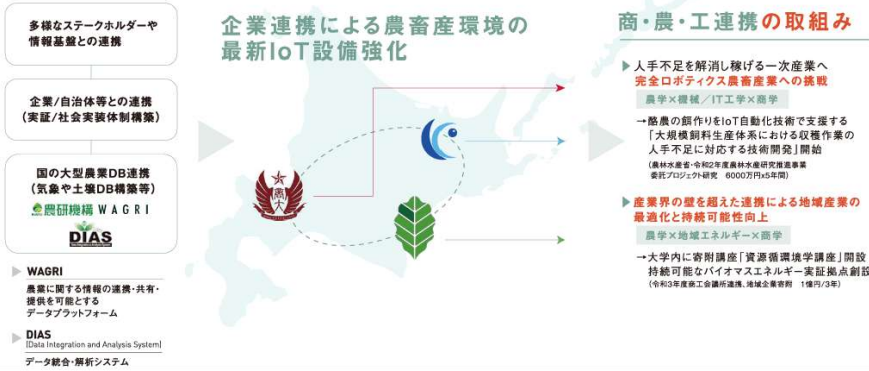 多様なステークホルダーや
情報基盤との連携
企業/自治体等との連携
(実証/社会実装体制構築)
国の大型農業DB連携
(気象や土壌DB構築等)
農研機構 WAGRI
DIAS
WAGRI
農業に関する情報の連携・共有・
提供を可能とする
データプラットフォーム
DIAS
[Data Integration and Analysis System]
データ統合・解析システム
企業連携による農畜産環境の
最新IoT設備強化
商大
商・農・工連携の取組み
人手不足を解消し稼げる一次産業へ
完全ロボティクス農畜産業への挑戦
農学×機械/IT工学×商学
→酪農の餌作りをIoT自動化技術で支援する
「大規模飼料生産体系における収穫作業の
人手不足に対応する技術開発」開始
(農林水産省・令和2年度農林水産研究推進事業
委託プロジェクト研究 6000万円x5年間)
産業界の壁を超えた連携による地域産業の
最適化と持続可能性向上
農学×地域エネルギー×商学
→大学内に寄附講座「資源循環環境学講座」開設
持続可能なバイオマスエネルギー実証拠点創設
(令和3年度商工会議所連携、地域企業寄附 1億円/3年)